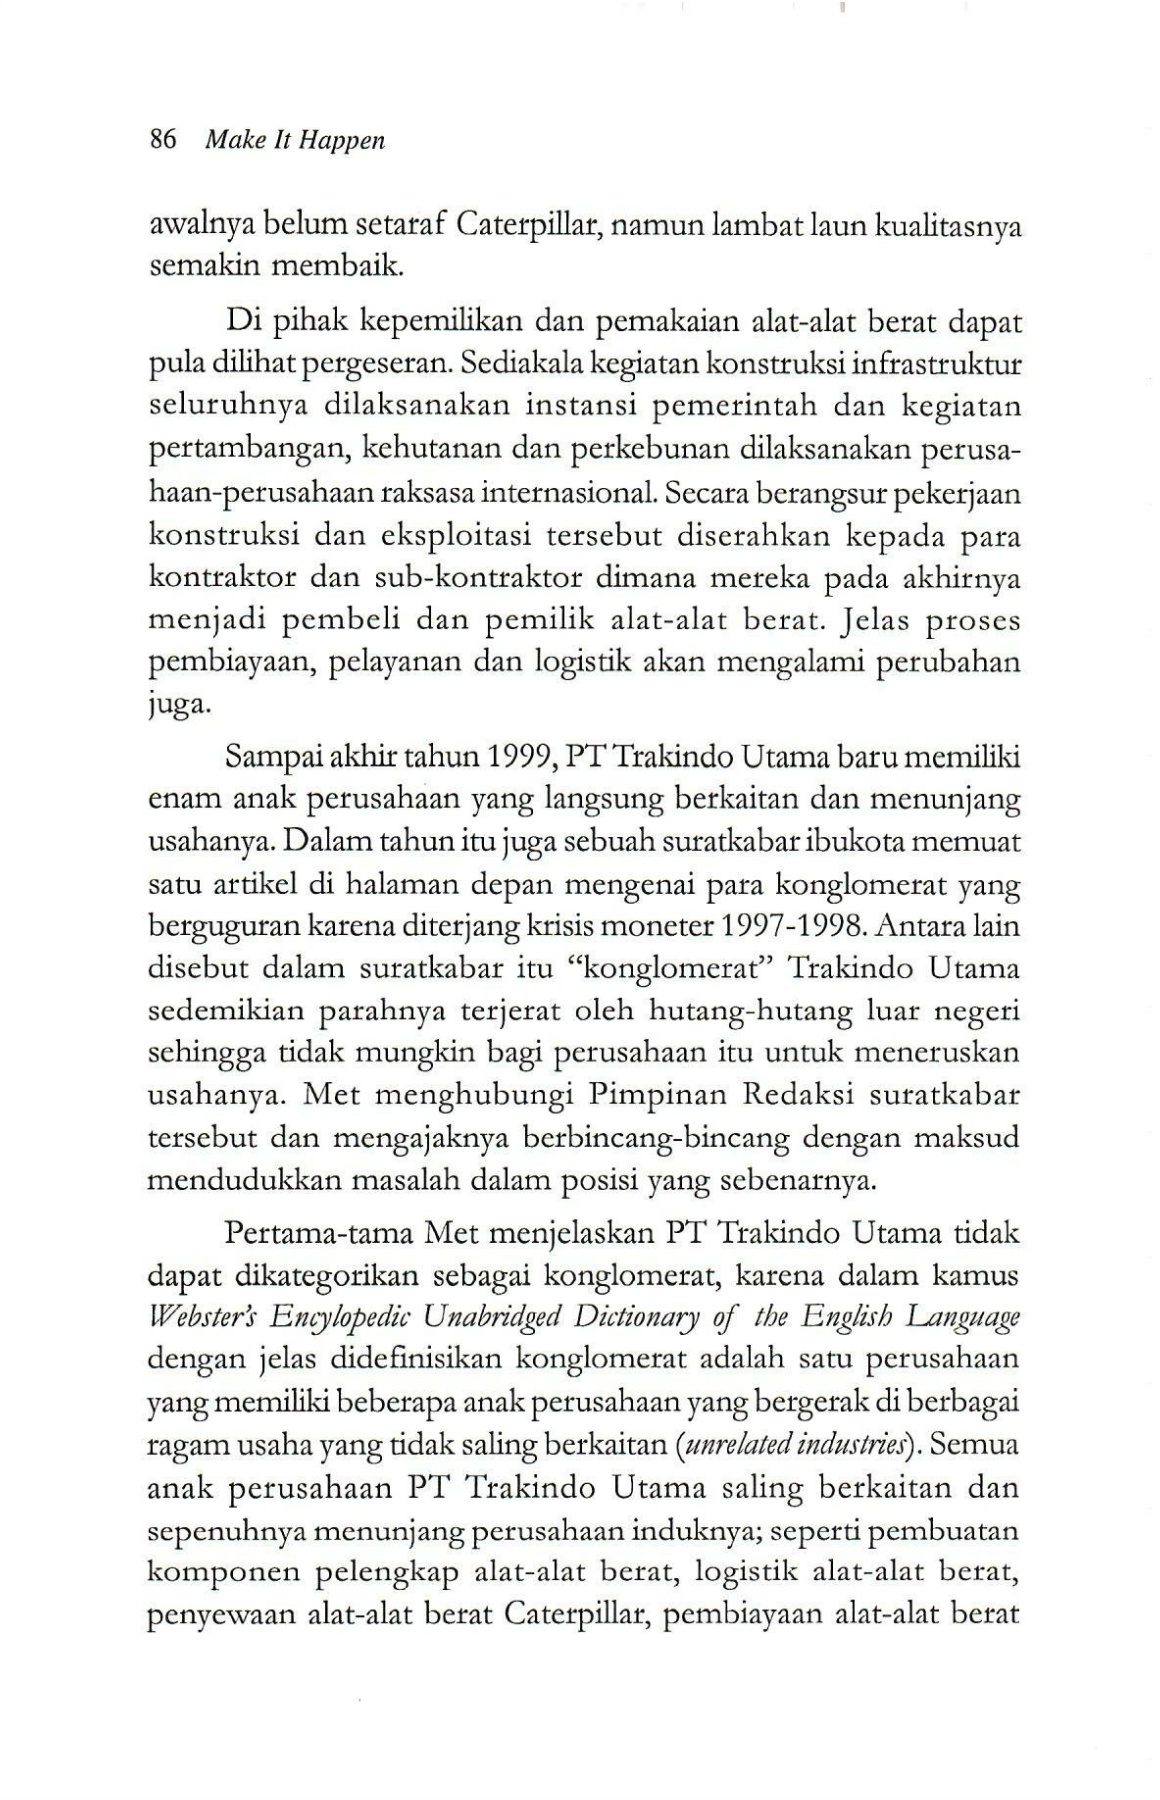 86 Make It Happen
awalnya belum setaraf Caterpillar, namun lambat laun kualitasnya
semakin membaik.
Di pihak kepemilikan dan pemakaian alat-alat berat dapat
pula dilihat pergeseran. Sediakala kegiatan konstruksi infrastruktur
seluruhnya dilaksanakan instansi pemerintah dan kegiatan
pertambangan, kehutanan dan perkebunan dilaksanakan perusa-
haan-perusahaan raksasa internasional. Secara berangsur pekerjaan
konstruksi dan eksploitasi tersebut diserahkan kepada para
kontraktor dan sub-kontraktor dimana mereka pada akhirnya
menjadi pembeli dan pemilik alat-alat berat. Jelas proses
pembiayaan, pelayanan dan logistik akan mengalami perubahan
juga.
Sampai akhir tahun 1999, PT Trakindo Utama baru memiliki
enam anak perusahaan yang langsung berkaitan dan menunjang
usahanya. Dalam tahun itu juga sebuah suratkabar ibukota memuat
satu artikel di halaman depan mengenai para konglomerat yang
berguguran karena diterjang krisis moneter 1997-1998. Antara lain
disebut dalam suratkabar itu “konglomerat” Trakindo Utama
sedemikian parahnya terjerat oleh hutang-hutang luar negeri
sehingga tidak mungkin bagi perusahaan itu untuk meneruskan
usahanya. Met menghubungi Pimpinan Redaksi suratkabar
tersebut dan mengajaknya berbincang-bincang dengan maksud
mendudukkan masalah dalam posisi yang sebenarnya.
Pertama-tama Met menjelaskan PT Trakindo Utama tidak
dapat dikategorikan sebagai konglomerat, karena dalam kamus
Webster's Encylopedic Unabridged Dictionary of the English Language
dengan jelas didefinisikan konglomerat adalah satu perusahaan
yang memiliki beberapa anak perusahaan yang bergerak di berbagai
ragam usaha yang tidak saling berkaitan (unrelated industries). Semua
anak perusahaan PT Trakindo Utama saling berkaitan dan
sepenuhnya menunjang perusahaan induknya; seperti pembuatan
komponen pelengkap alat-alat berat, logistik alat-alat berat,
penyewaan alat-alat berat Caterpillar, pembiayaan alat-alat berat